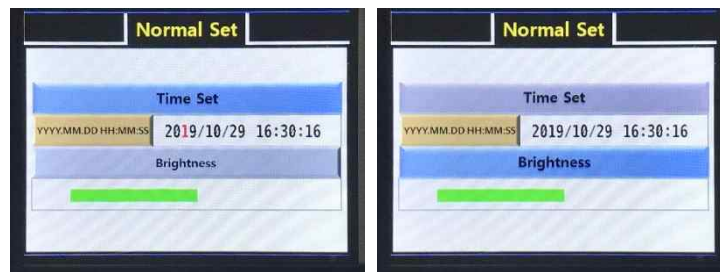 Normal Set
Time Set
YYYY.MM.DD HH:MM:SS 2019/10/29 16:30:16
Brightness
Normal Set
Time Set
YYYY.MM.DD HH:MM:SS 2019/10/29 16:30:16
Brightness